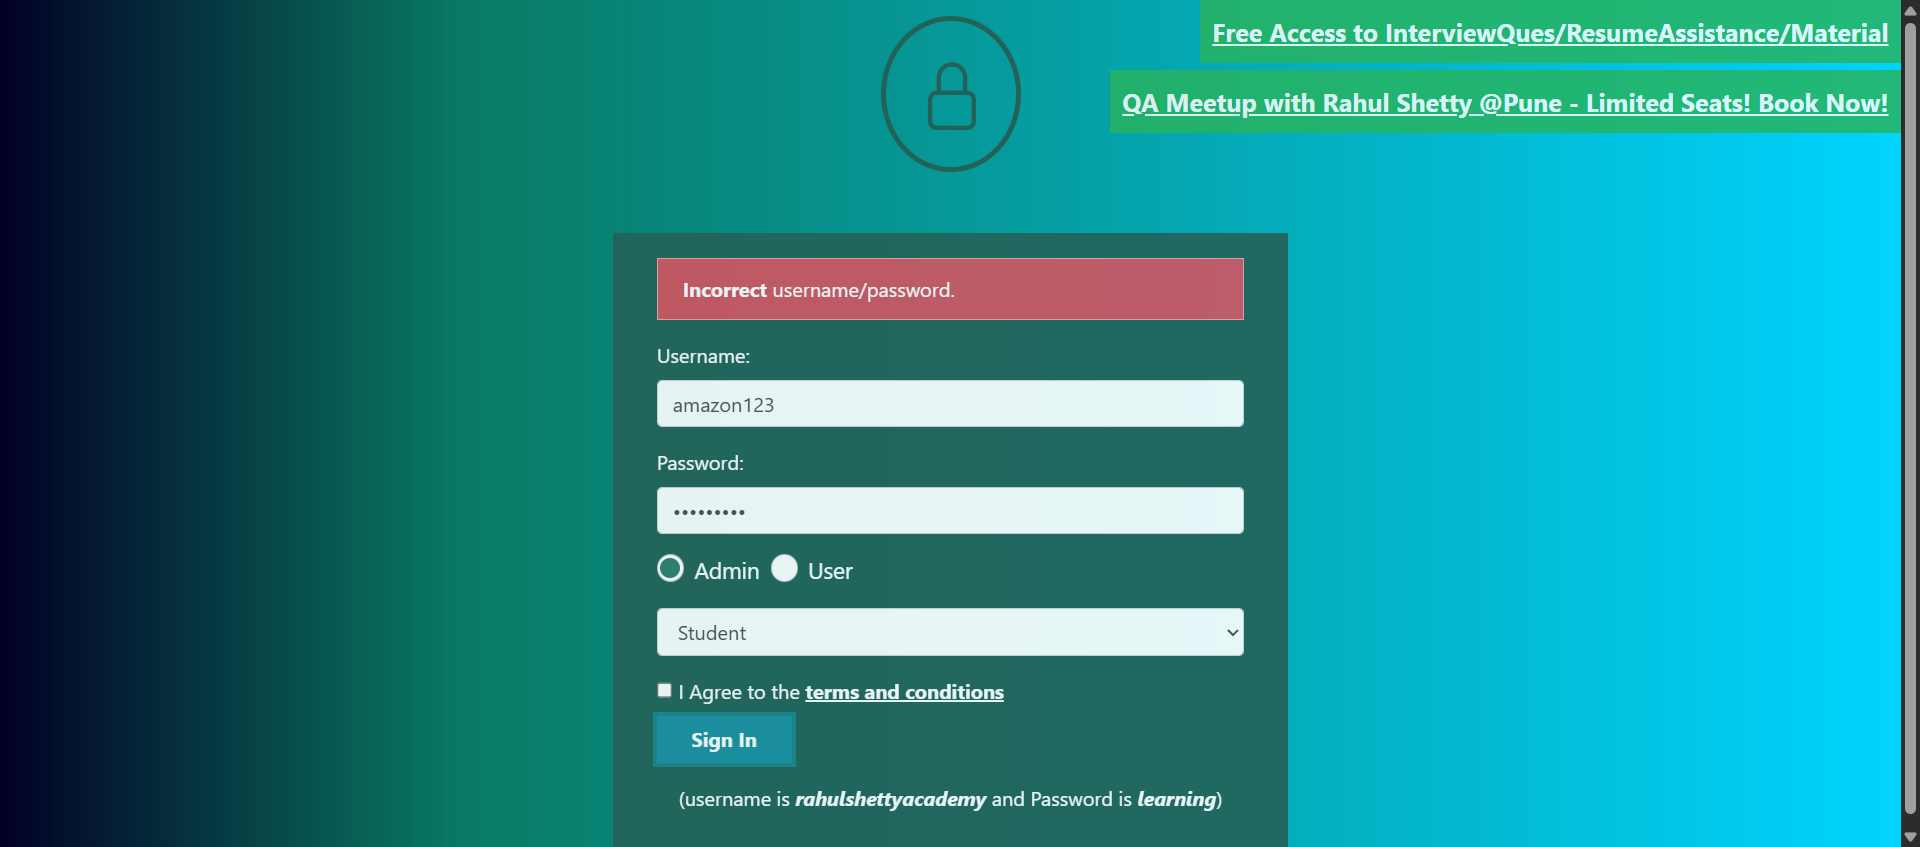 Free Access to InterviewQues/ResumeAssistance/Material
QA Meetup with Rahul Shetty @Pune - Limited Seats! Book Now!
Incorrect username/password.
Username:
amazon123
Password:
•••••••••
Admin User
Student
I Agree to the terms and conditions
Sign In
(username is rahulshettyacademy and Password is learning)